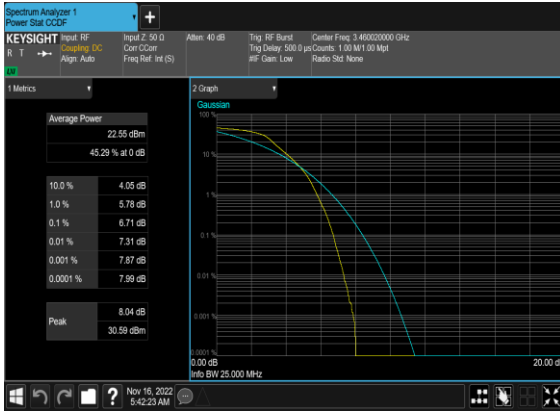 Spectrum Analyzer 1
Power Stat CCDF
+
KEYSIGHT
R T
LXI
Input: RF
Coupling: DC
Align: Auto
Input Z: 50 Ω
Corr CCorr
Freq Ref: Int (S)
Atten: 40 dB
Trig: RF Burst
Trig Delay: 500.0 µs
#IF Gain: Low
Center Freq: 3.460020000 GHz
Counts: 1.00 M/1.00 Mpt
Radio Std: None
1 Metrics
Average Power
22.55 dBm
45.29 % at 0 dB
10.0 % 4.05 dB
1.0 % 5.78 dB
0.1 % 6.71 dB
0.01 % 7.31 dB
0.001 % 7.87 dB
0.0001 % 7.99 dB
Peak
8.04 dB
30.59 dBm
2 Graph
Gaussian
100 %
10 %
1 %
0.1 %
0.01 %
0.001 %
0.0001 %
0.00 dB
20.00 d
Info BW 25.000 MHz
?
Nov 16, 2022
5:42:23 AM